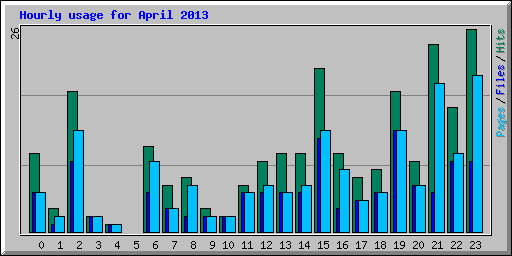 Hourly usage for April 2013
26
0 1 2 3 4 5 6 7 8 9 10 11 12 13 14 15 16 17 18 19 20 21 22 23
Pages/Files/Hits